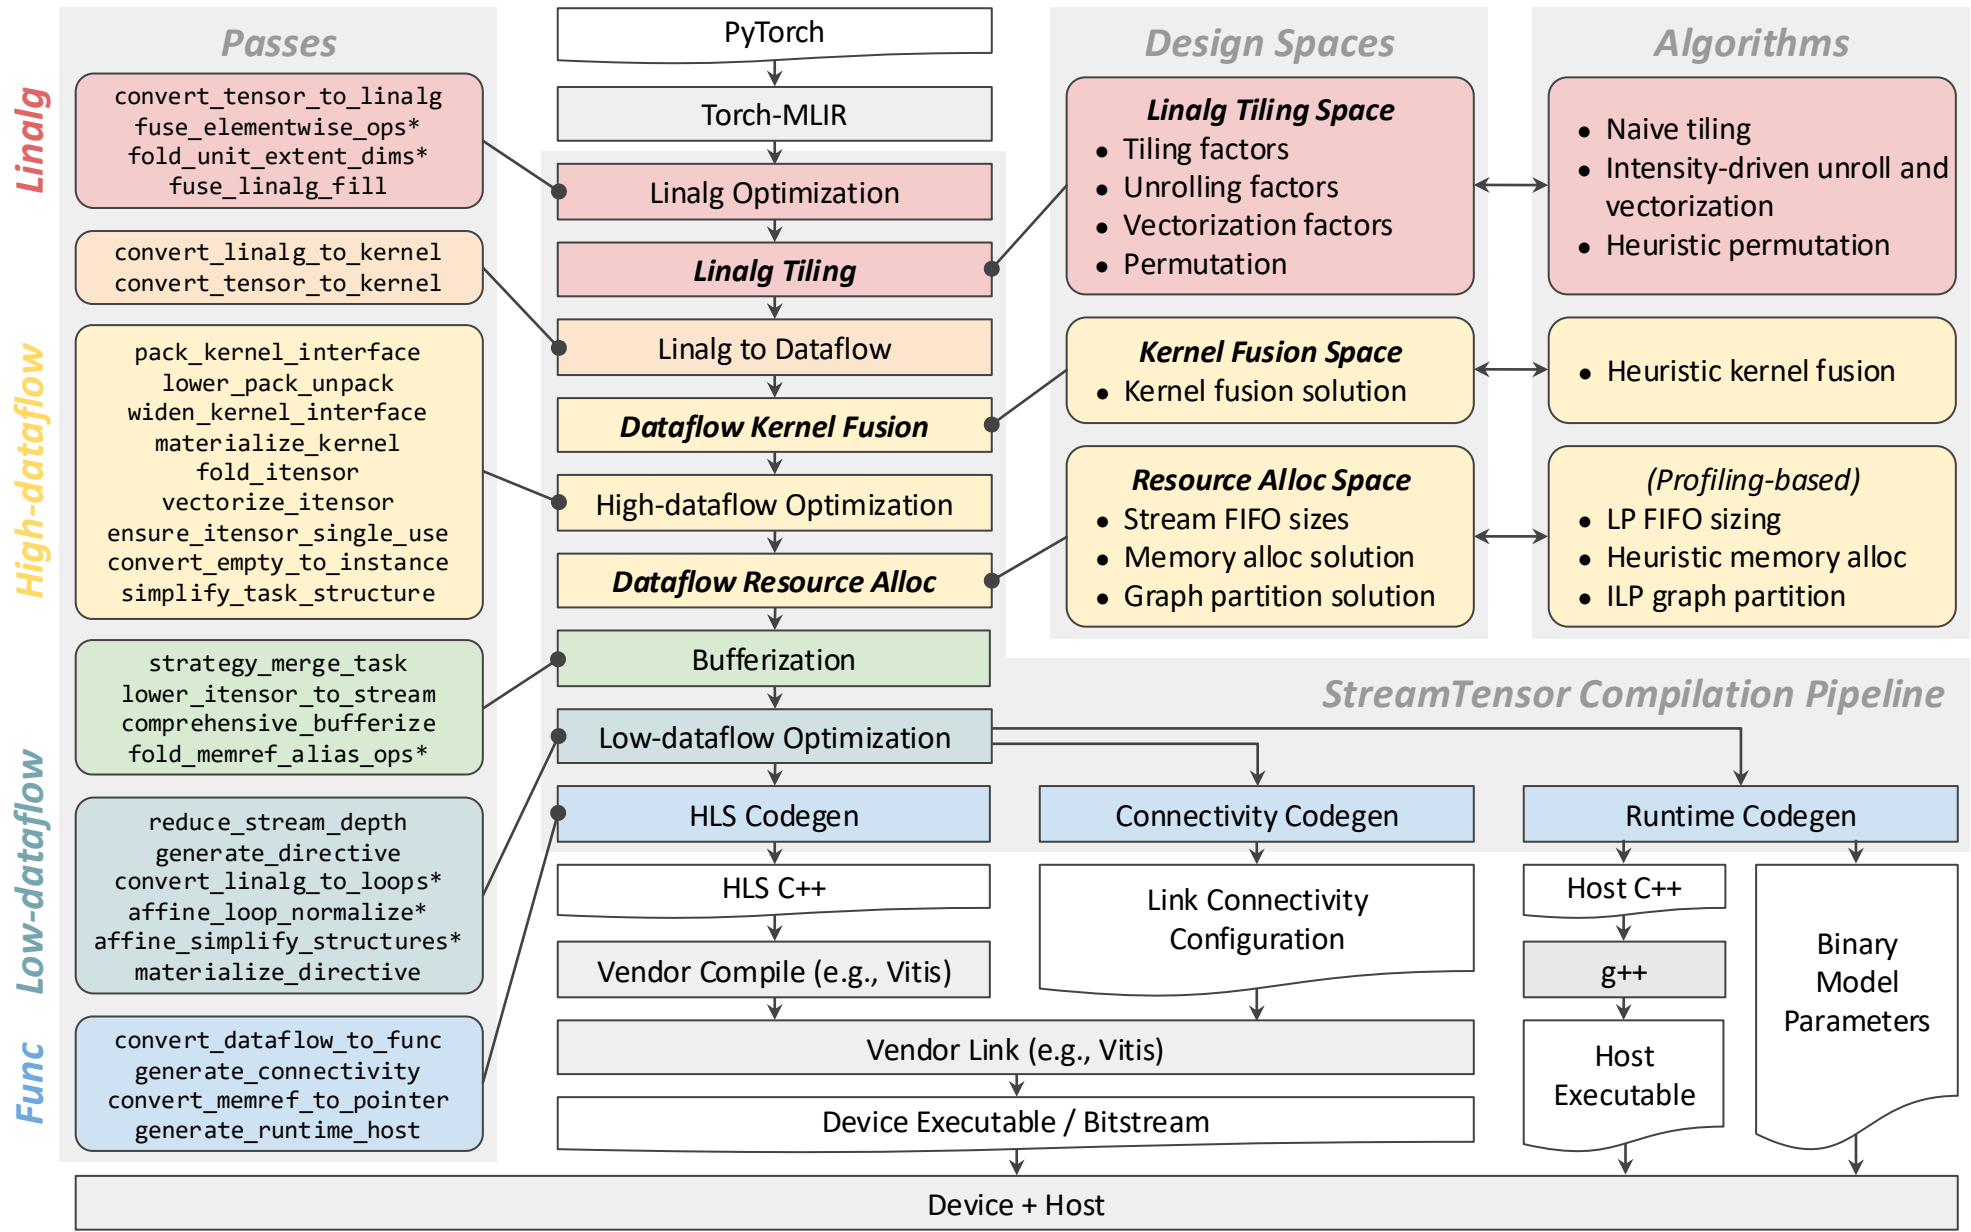 Passes
Linalg
convert_tensor_to_linalg
fuse_elementwise_ops*
fold_unit_extent_dims*
fuse_linalg_fill
convert_linalg_to_kernel
convert_tensor_to_kernel
High-dataflow
pack_kernel_interface
lower_pack_unpack
widen_kernel_interface
materialize_kernel
fold_itensor
vectorize_itensor
ensure_itensor_single_use
convert_empty_to_instance
simplify_task_structure
strategy_merge_task
lower_itensor_to_stream
comprehensive_bufferize
fold_memref_alias_ops*
Low-dataflow
reduce_stream_depth
generate_directive
convert_linalg_to_loops*
affine_loop_normalize*
affine_simplify_structures*
materialize_directive
Func
convert_dataflow_to_func
generate_connectivity
convert_memref_to_pointer
generate_runtime_host
PyTorch
Torch-MLIR
Linalg Optimization
Linalg Tiling
Linalg to Dataflow
Dataflow Kernel Fusion
High-dataflow Optimization
Dataflow Resource Alloc
Bufferization
Low-dataflow Optimization
HLS Codegen
HLS C++
Vendor Compile (e.g., Vitis)
Design Spaces
Linalg Tiling Space
• Tiling factors
• Unrolling factors
• Vectorization factors
• Permutation
Kernel Fusion Space
• Kernel fusion solution
Resource Alloc Space
• Stream FIFO sizes
• Memory alloc solution
• Graph partition solution
Algorithms
• Naive tiling
• Intensity-driven unroll and
vectorization
• Heuristic permutation
• Heuristic kernel fusion
(Profiling-based)
• LP FIFO sizing
• Heuristic memory alloc
• ILP graph partition
StreamTensor Compilation Pipeline
Connectivity Codegen
Link Connectivity
Configuration
Runtime Codegen
Host C++
g++
Host
Executable
Binary
Model
Parameters
Vendor Link (e.g., Vitis)
Device Executable / Bitstream
Device + Host